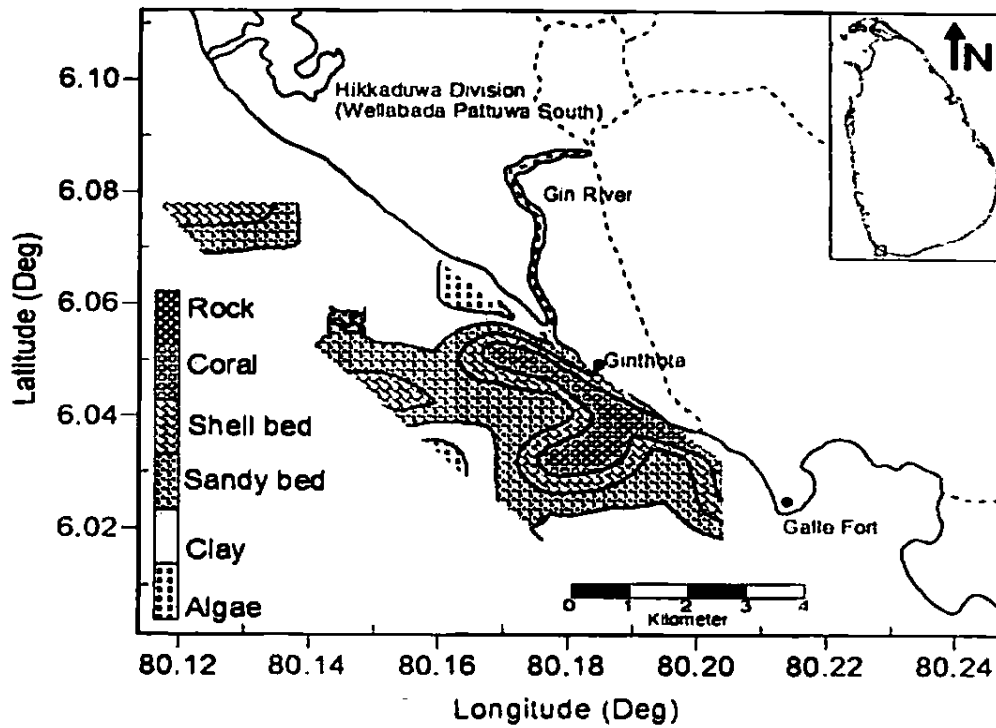 N
6.10
6.08
6.06
6.04
6.02
Latitude (Deg)
Hikkaduwa Division
(Wellabada Pattuwa South)
Gin River
Ginthota
Galle Fort
Rock
Coral
Shell bed
Sandy bed
Clay
Algae
0 1 2 3 4
Kilometer
80.12 80.14 80.16 80.18 80.20 80.22 80.24
Longitude (Deg)